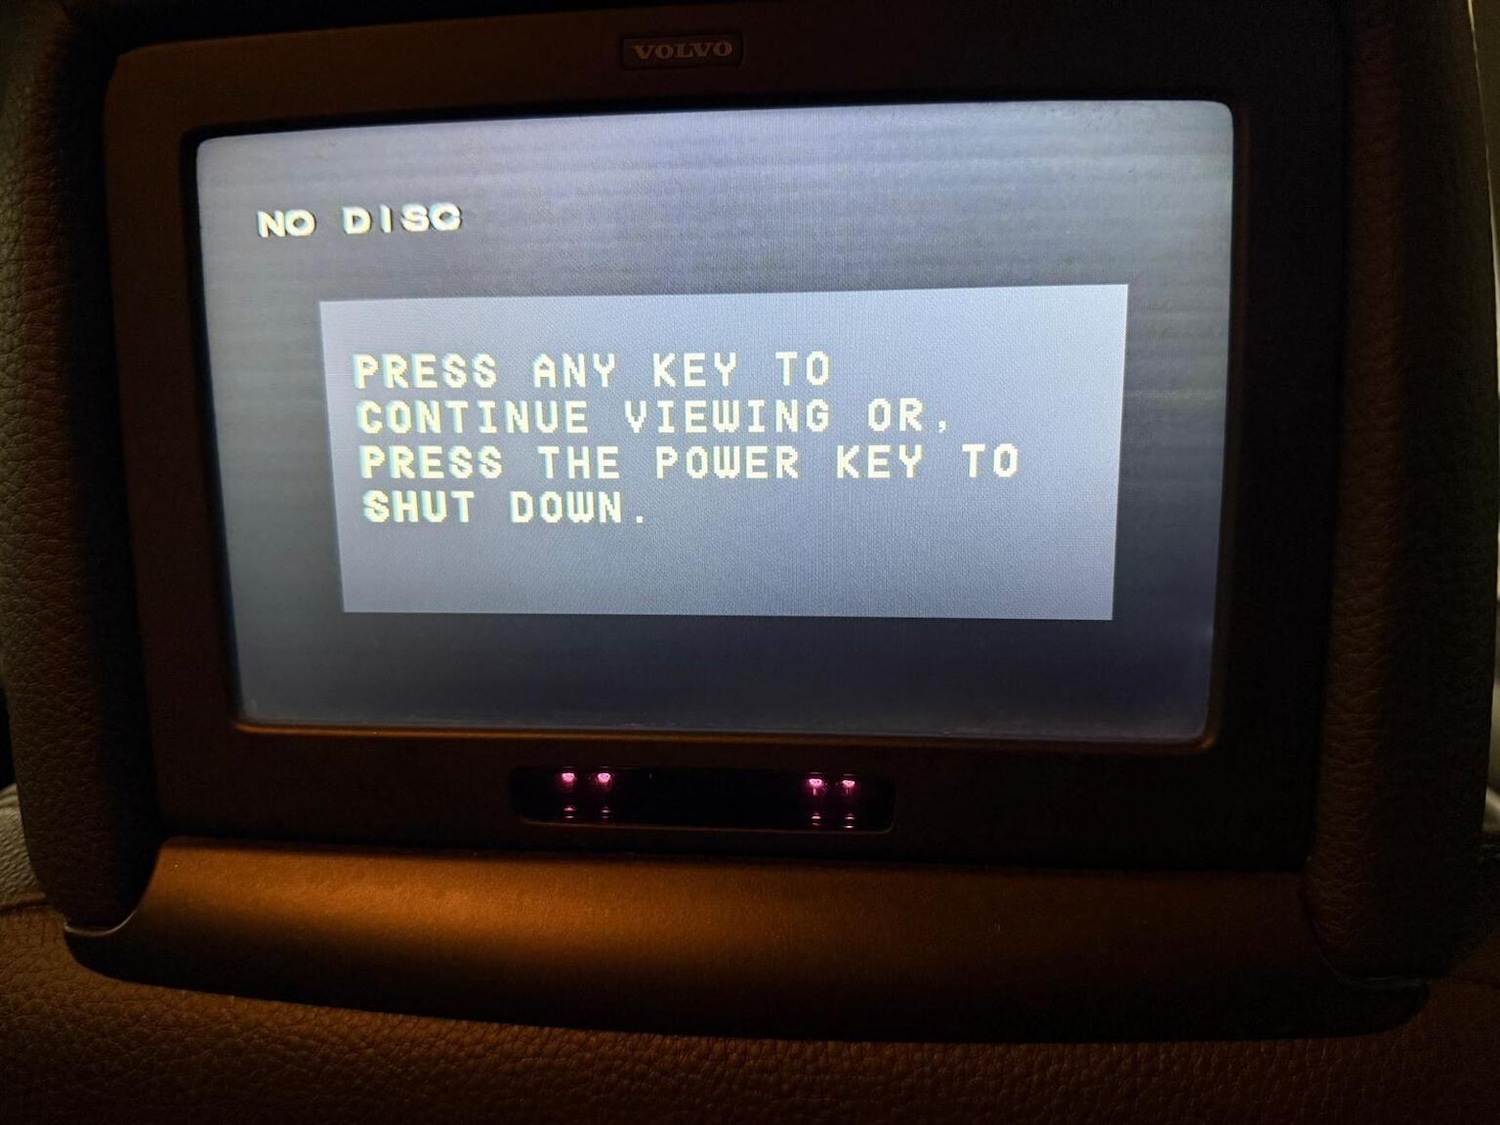 VOLVO
NO DISC
PRESS ANY KEY TO
CONTINUE VIEWING OR,
PRESS THE POWER KEY TO
SHUT DOWN.